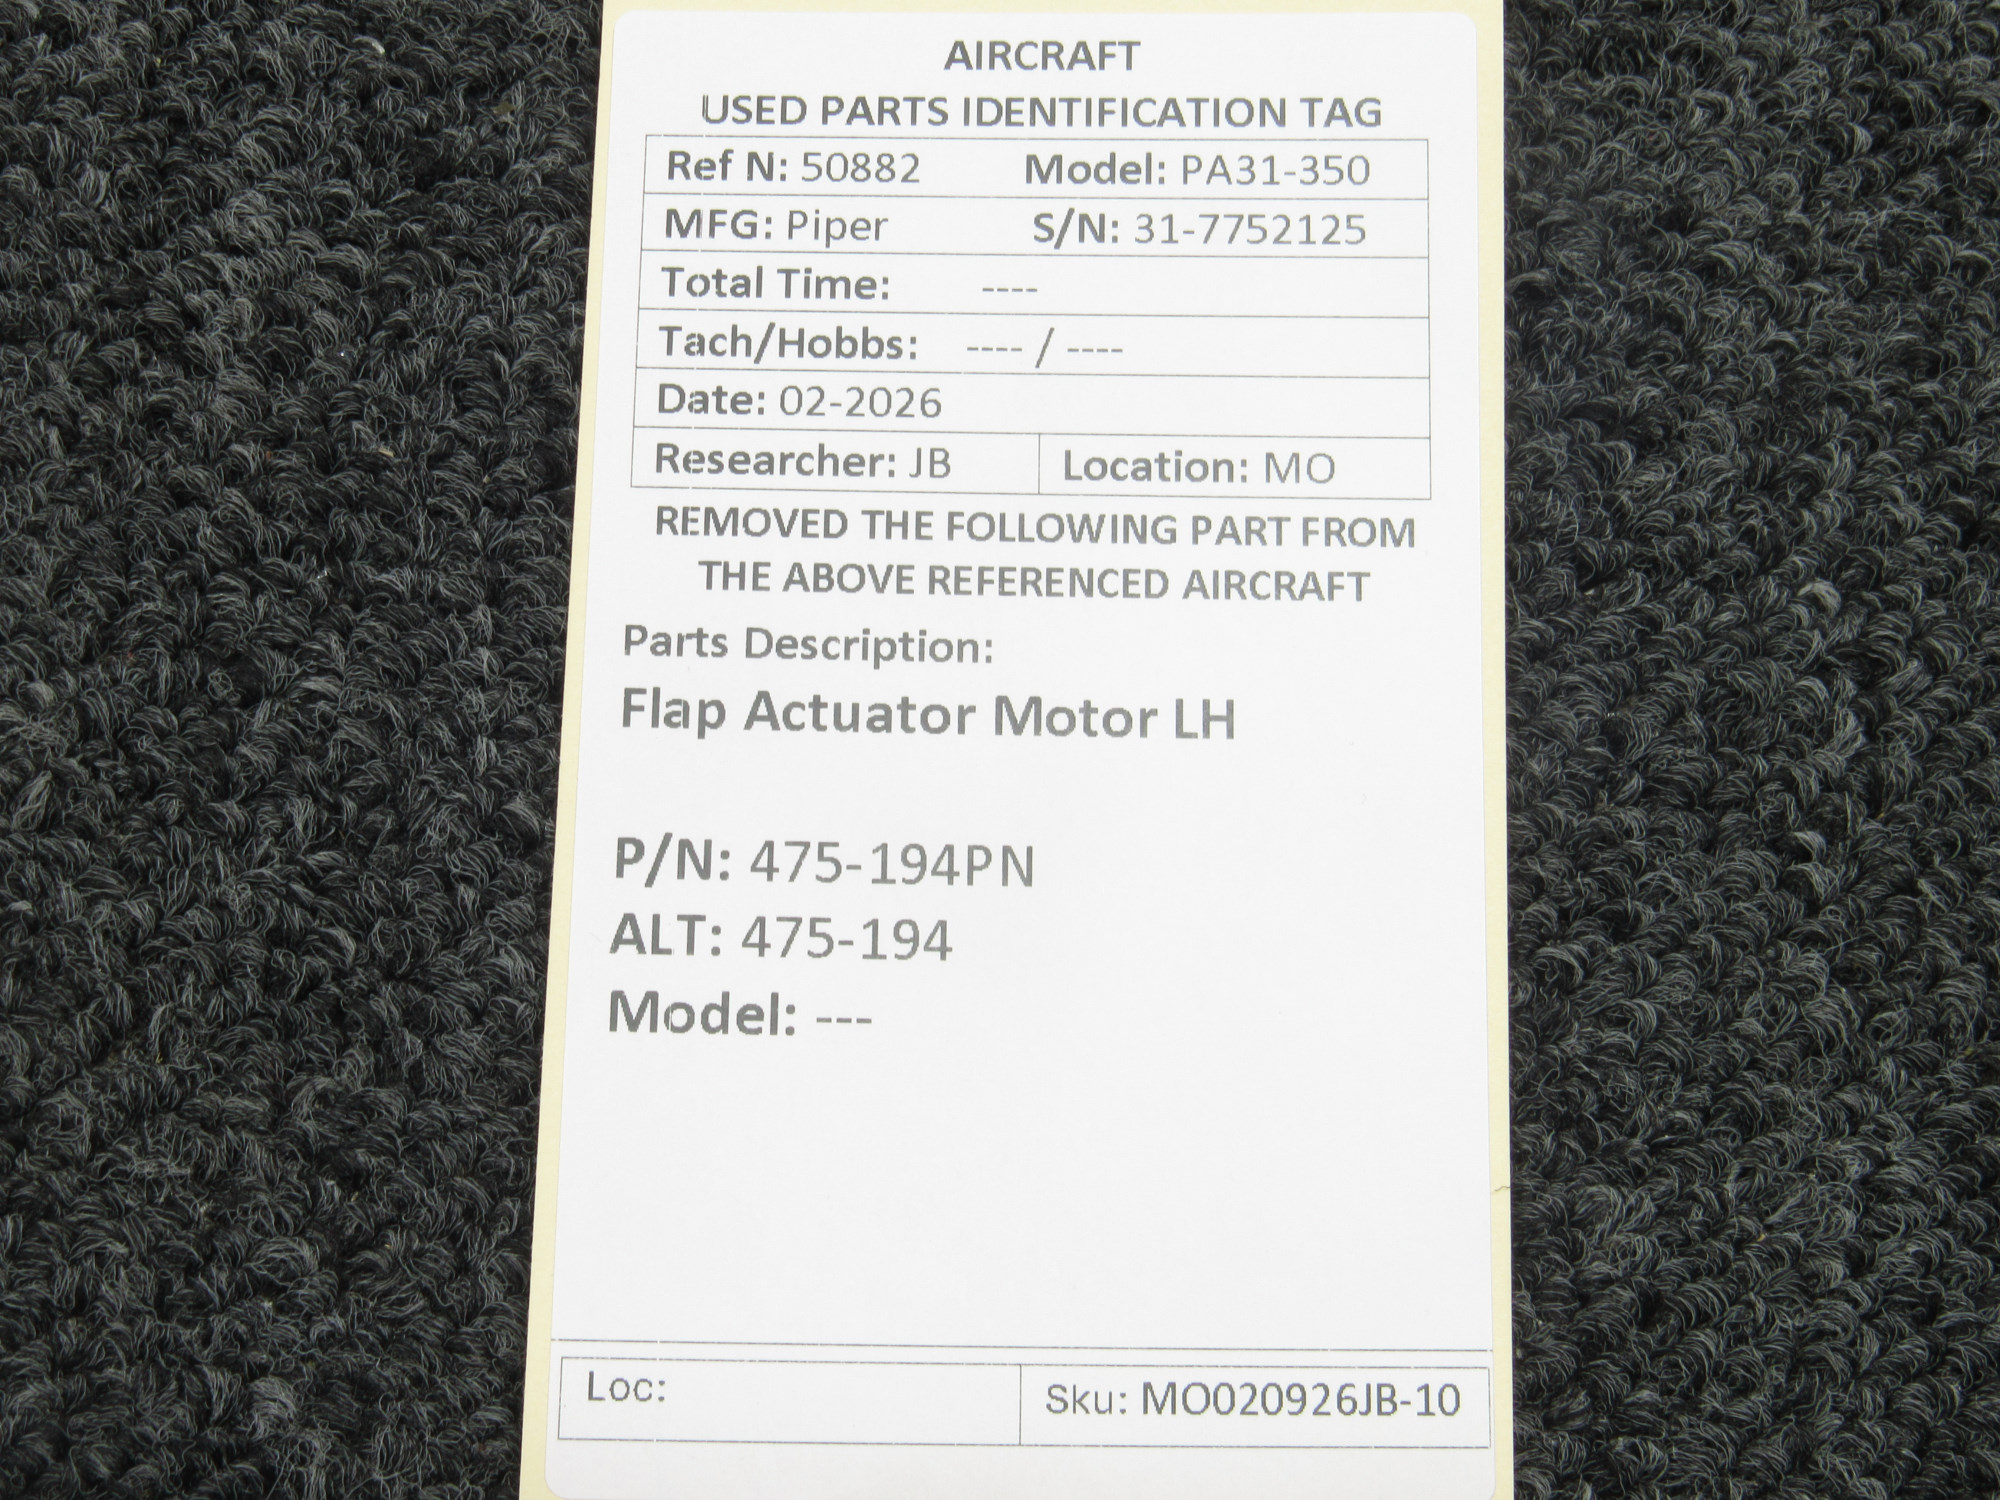 AIRCRAFT
USED PARTS IDENTIFICATION TAG
Ref N: 50882 Model: PA31-350
MFG: Piper S/N: 31-7752125
Total Time: ----
Tach/Hobbs: ---- / ----
Date: 02-2026
Researcher: JB Location: MO
REMOVED THE FOLLOWING PART FROM
THE ABOVE REFERENCED AIRCRAFT
Parts Description:
Flap Actuator Motor LH
P/N: 475-194PN
ALT: 475-194
Model: ---
Loc: Sku: MO020926JB-10